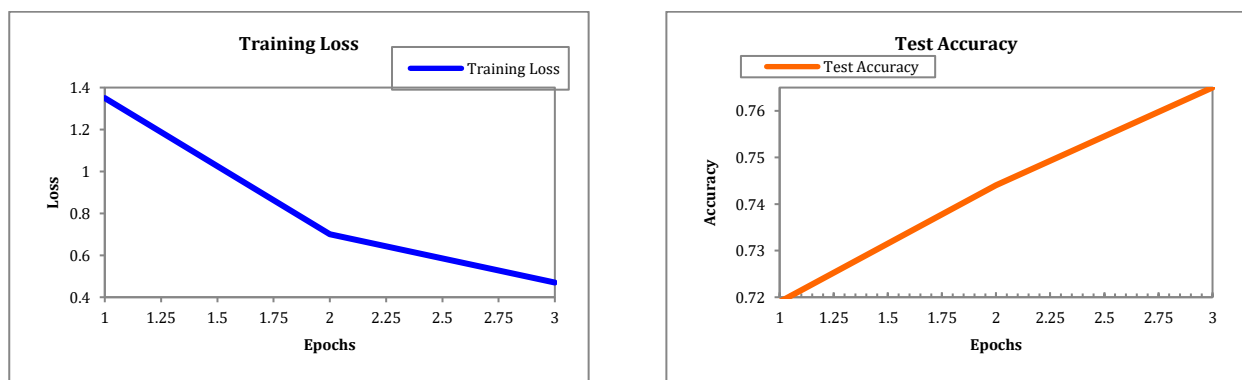 Training Loss
Training Loss
1.4
1.2
1
0.8
0.6
0.4
Loss
1 1.25 1.5 1.75 2 2.25 2.5 2.75 3
Epochs
Test Accuracy
Test Accuracy
0.76
0.75
0.74
0.73
0.72
Accuracy
1 1.25 1.5 1.75 2 2.25 2.5 2.75 3
Epochs